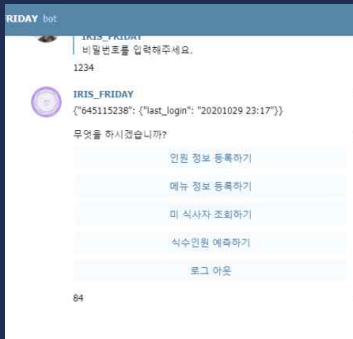 RIDAY bot
IRIS_FRIDAY
비밀번호를 입력해주세요.
1234
IRIS_FRIDAY
{"645115238": {"last_login": "20201029 23:17"}}
무엇을 하시겠습니까?
인원 정보 등록하기
메뉴 정보 등록하기
미 식사자 조회하기
식수인원 예측하기
로그 아웃
84